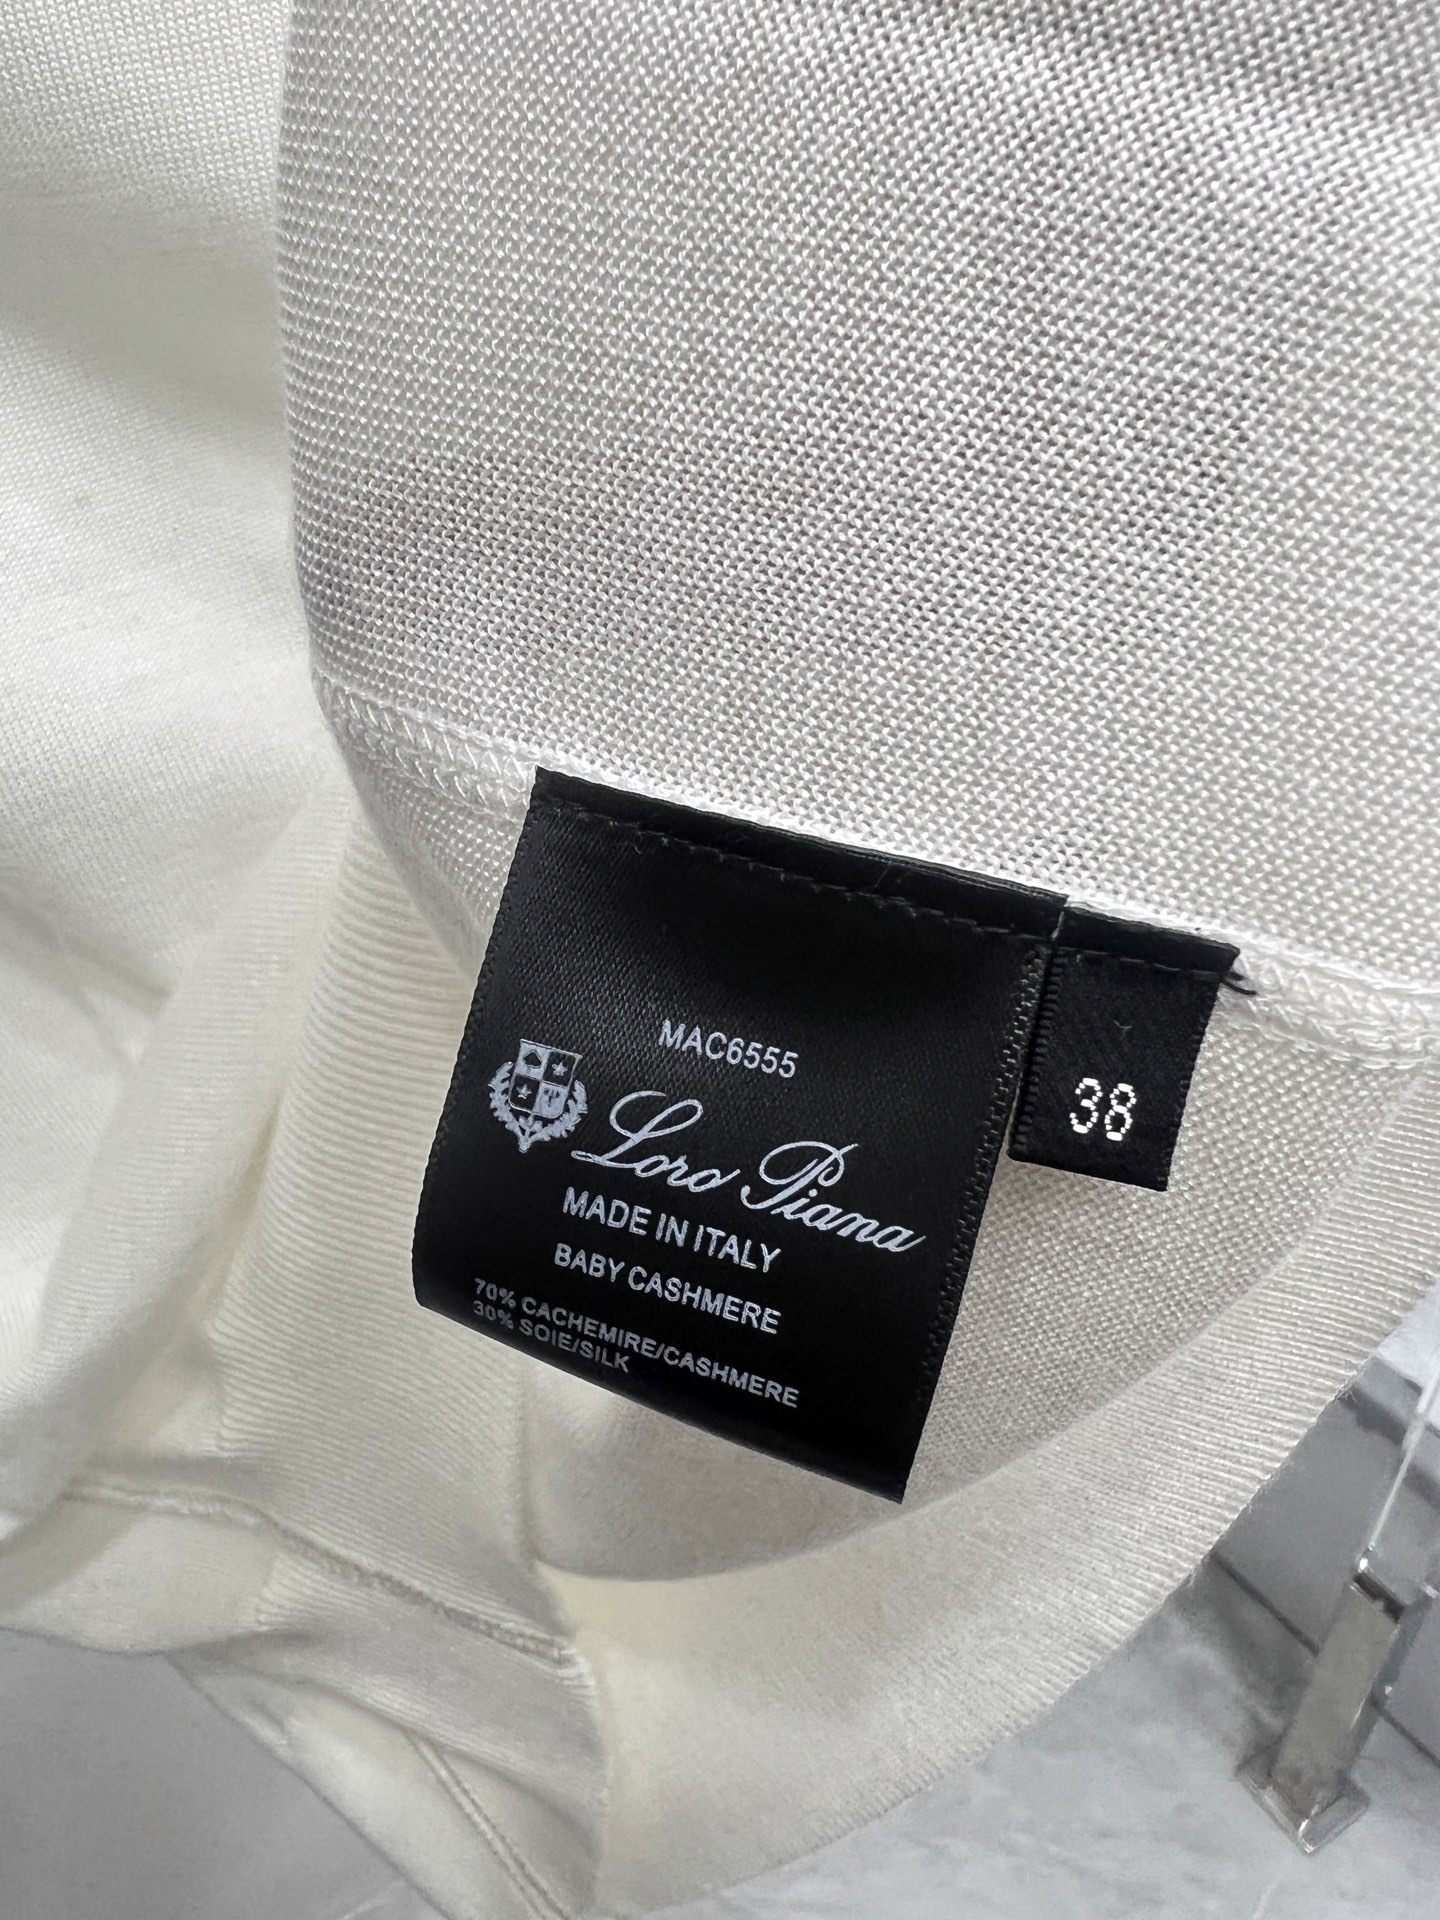 MAC6555
Loro Piana
MADE IN ITALY
BABY CASHMERE
70% CACHEMIRE/CASHMERE
30% SOIE/SILK
38